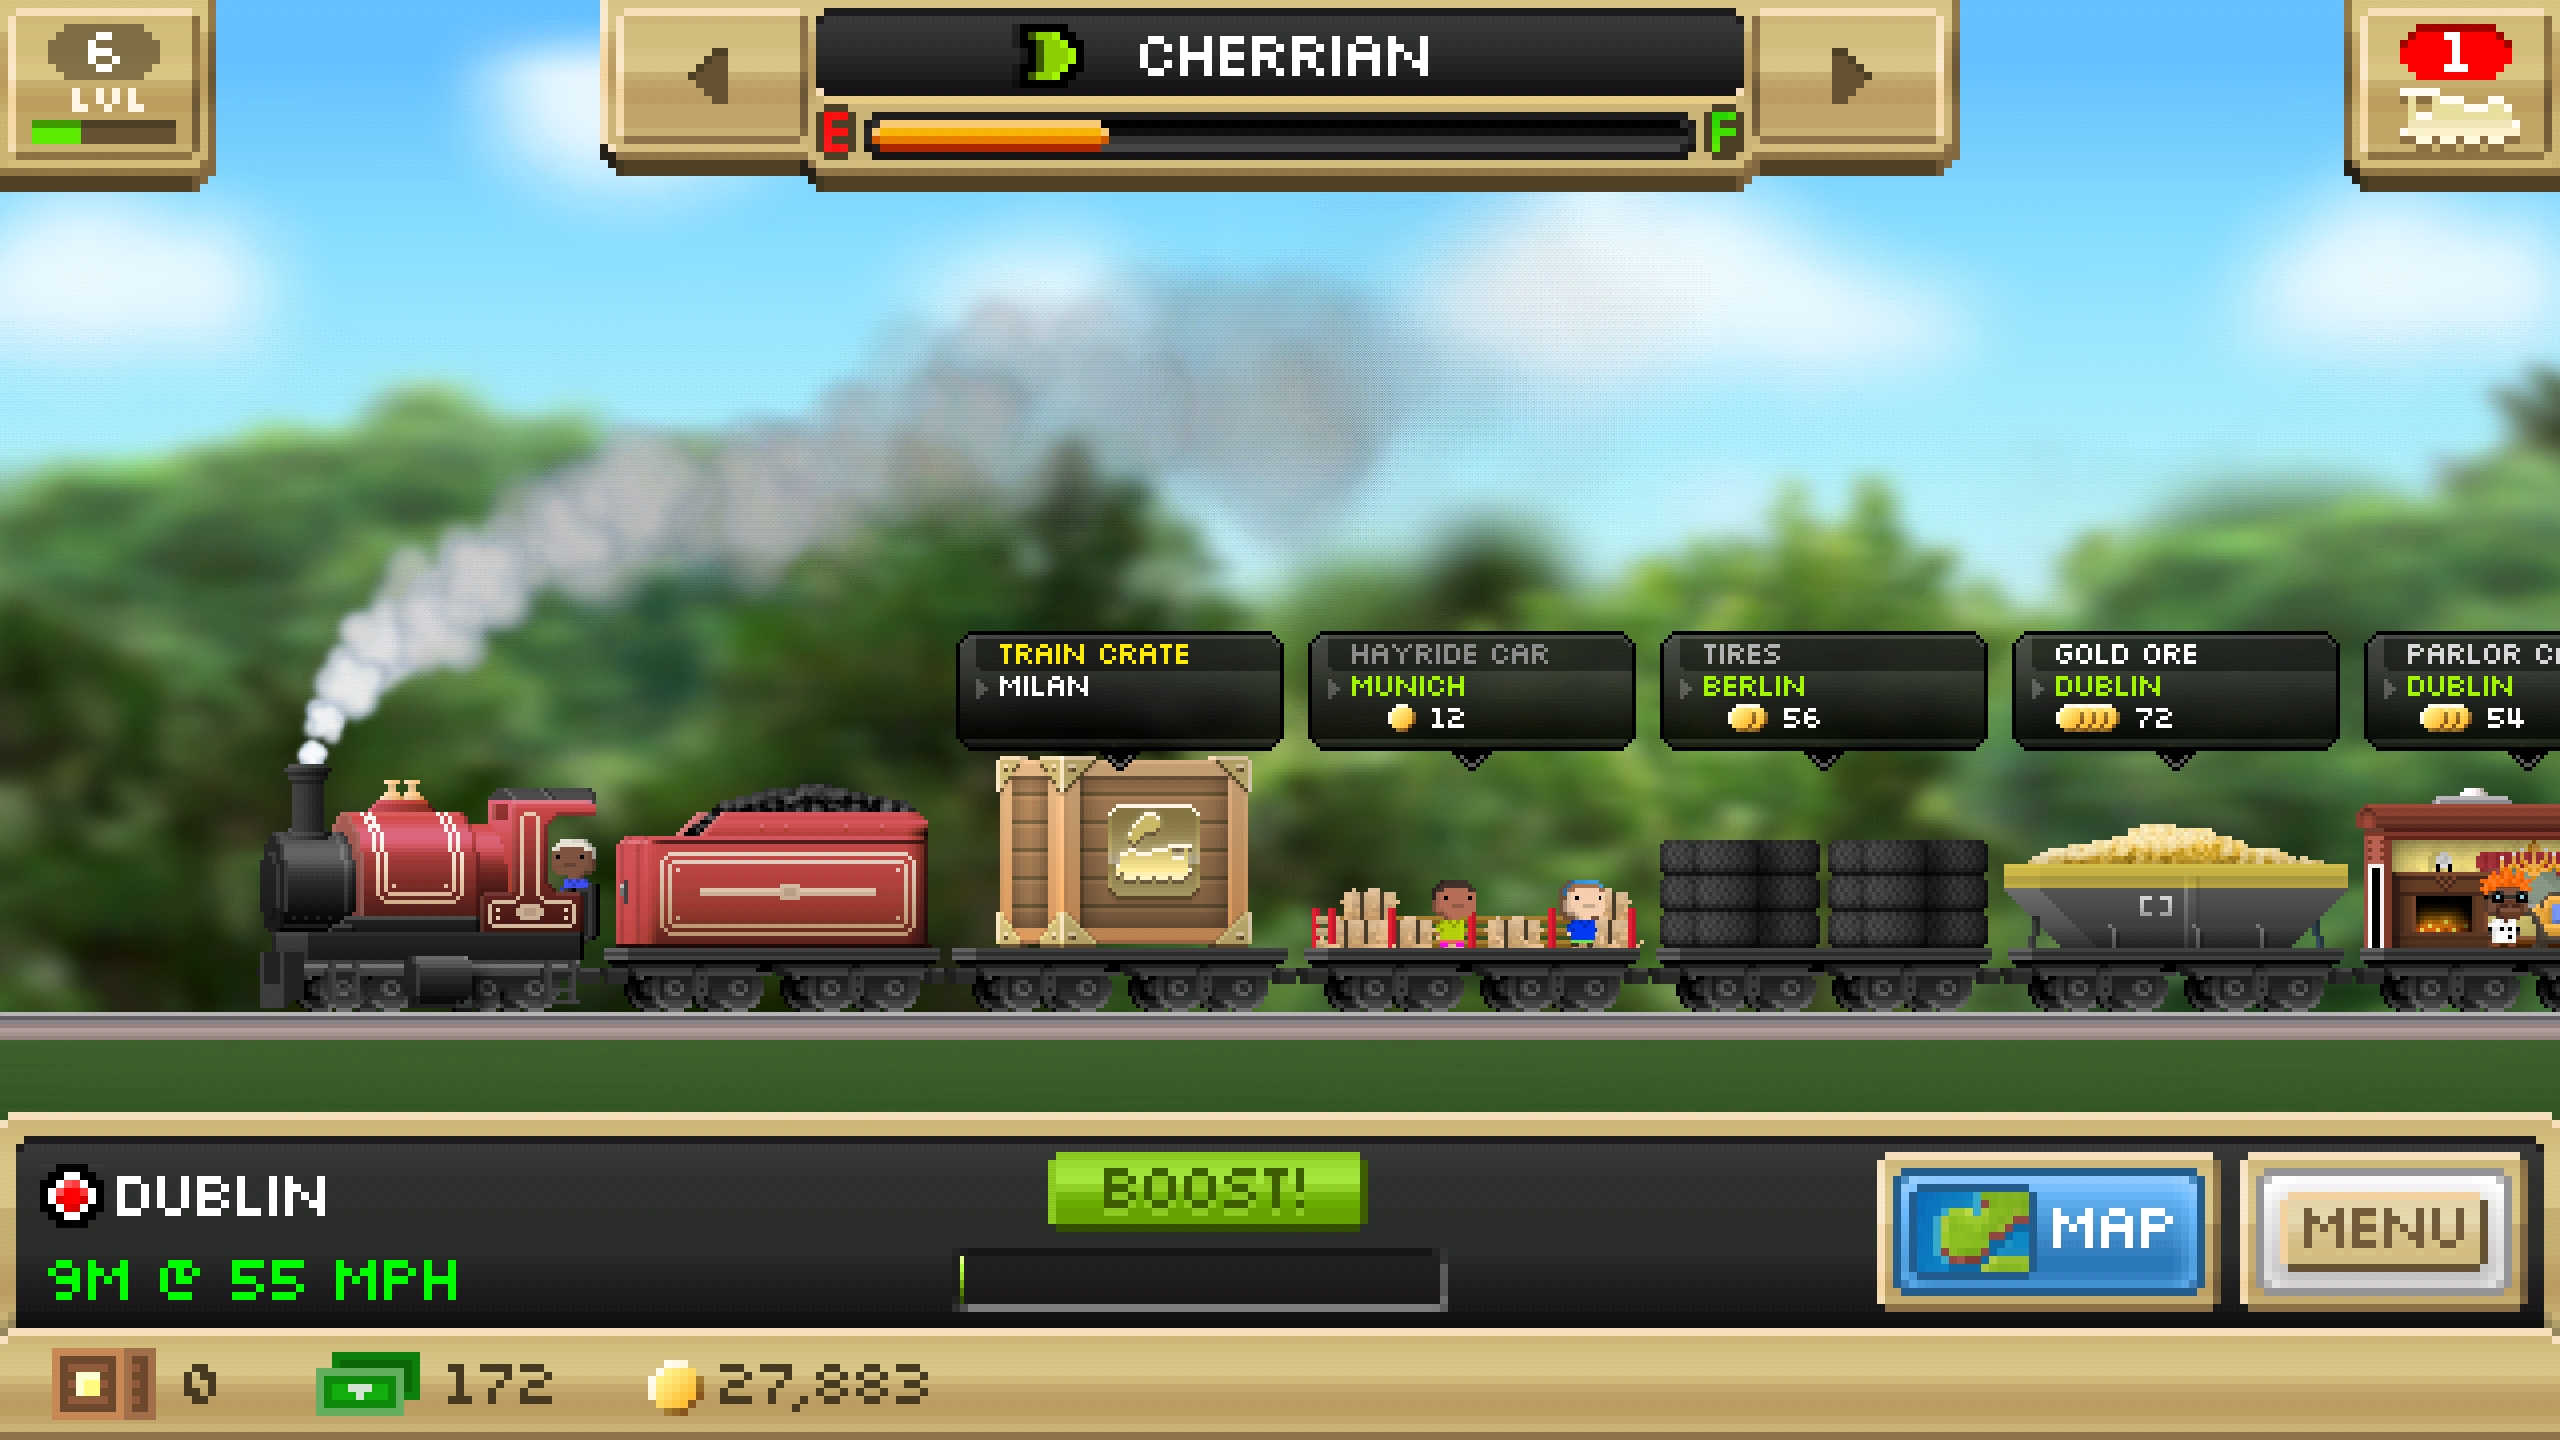 6
LVL
CHERRIAN
E F
1
TRAIN CRATE
MILAN
HAYRIDE CAR
MUNICH
12
TIRES
BERLIN
56
GOLD ORE
DUBLIN
72
PARLOR
DUBLIN
54
DUBLIN
9M @ 55 MPH
BOOST!
MAP
MENU
0
172
27,883